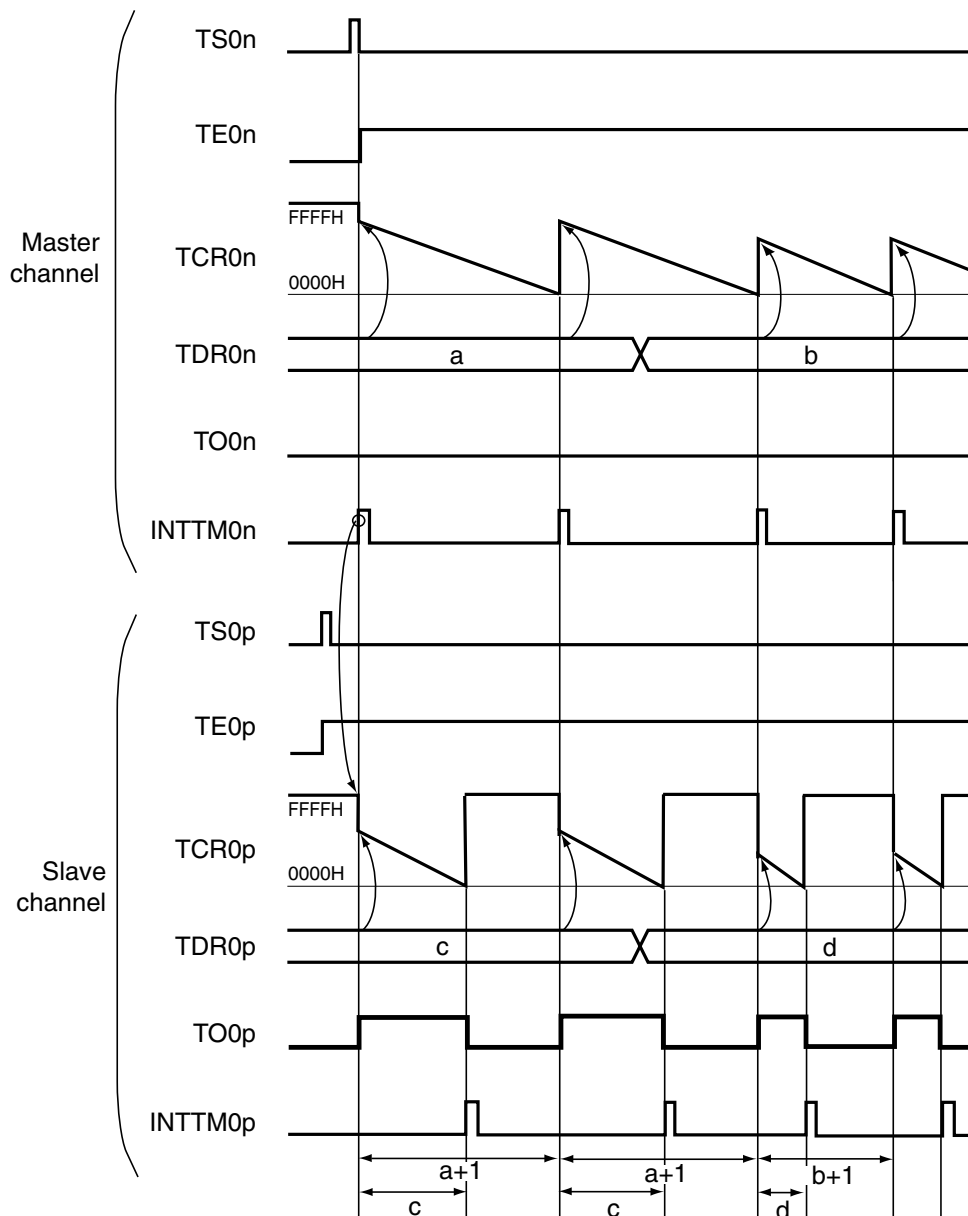 TS0n
TE0n
FFFFH
TCR0n
0000H
Master
channel
TDR0n
a
b
TO0n
INTTM0n
TS0p
TE0p
FFFFH
TCR0p
0000H
Slave
channel
TDR0p
c
d
TO0p
INTTM0p
a+1
a+1
b+1
c
c
d